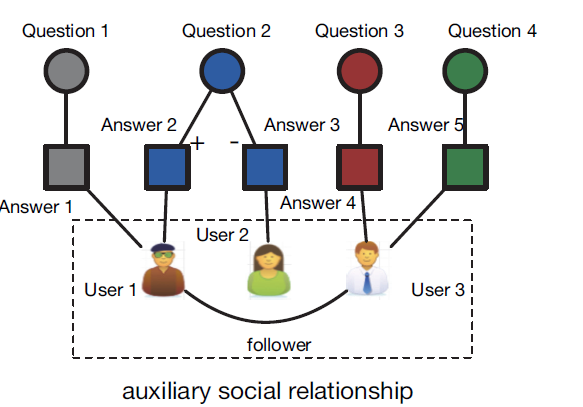 Question 1
Question 2
Question 3
Question 4
Answer 2
+
-
Answer 3
Answer 5
Answer 1
Answer 4
User 2
User 1
User 3
follower
auxiliary social relationship